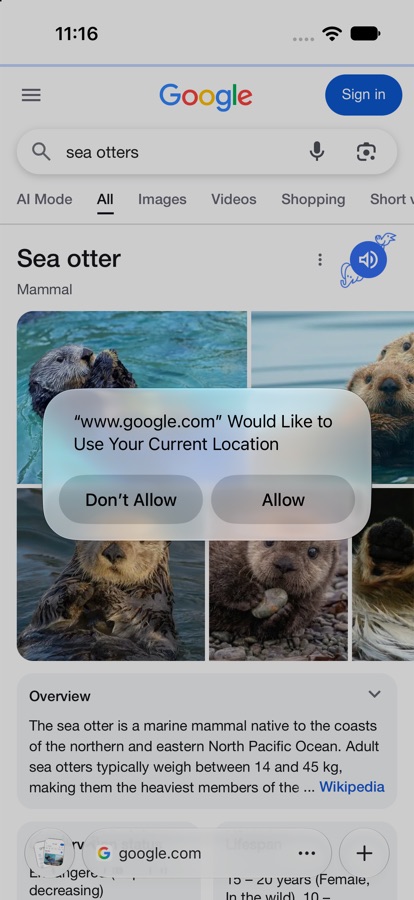 11:16
Google
Sign in
sea otters
AI Mode All Images Videos Shopping Short
Sea otter
Mammal
“www.google.com” Would Like to
Use Your Current Location
Don’t Allow Allow
Overview
The sea otter is a marine mammal native to the coasts
of the northern and eastern North Pacific Ocean. Adult
sea otters typically weigh between 14 and 45 kg,
making them the heaviest members of the ... Wikipedia
status Lifespan
google.com
decreasing)
15 – 20 years (Female,
In the wild), 10 –